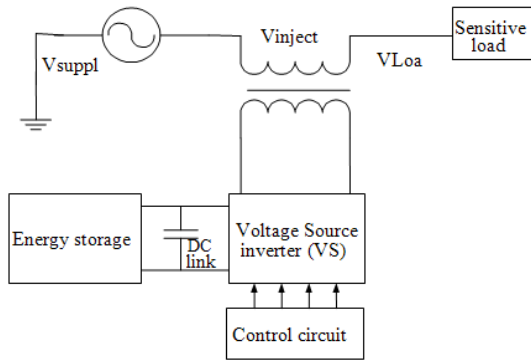 Vinject
Sensitive
load
Vsuppl
VLoa
Energy storage
DC
link
Voltage Source
inverter (VS)
Control circuit